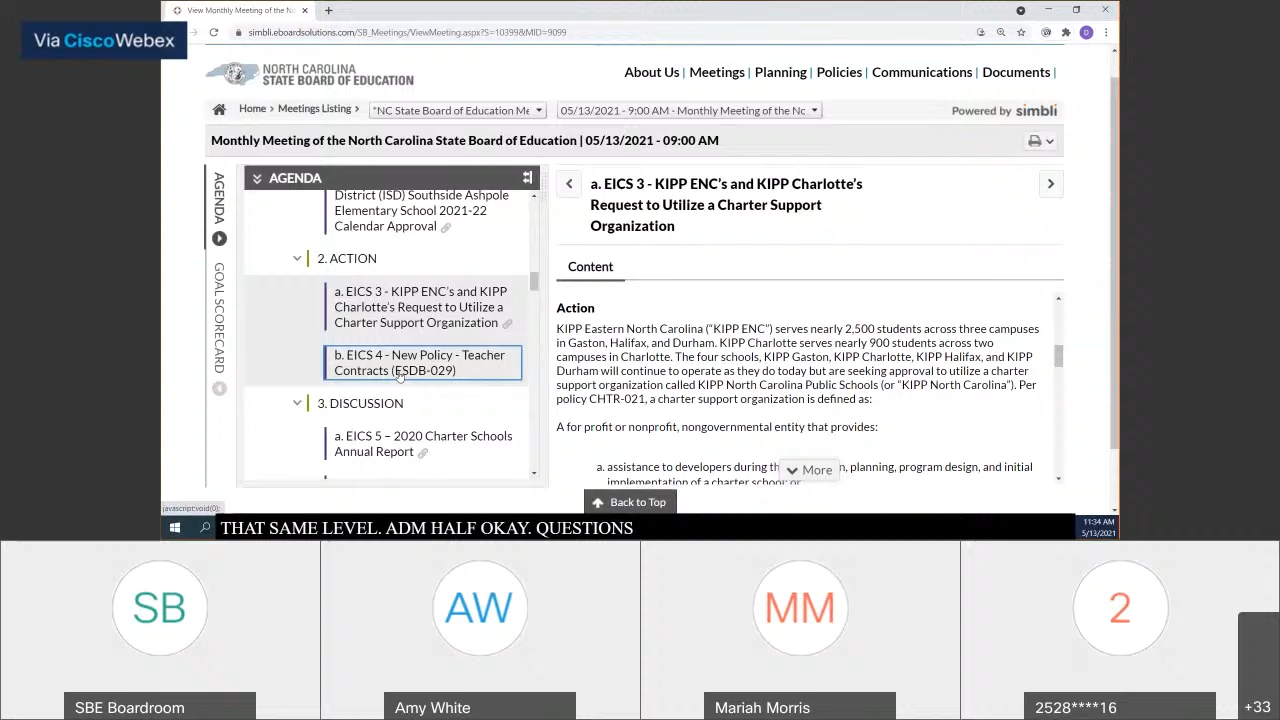 Via Cisco Webex
View Monthly Meeting of the No
simbli.eboardsolutions.com/SB_Meetings/ViewMeeting.aspx?S=10399&MID=9099
D
NORTH CAROLINA
STATE BOARD OF EDUCATION
About Us | Meetings | Planning | Policies | Communications | Documents |
Home > Meetings Listing >
*NC State Board of Education Me
05/13/2021 - 9:00 AM - Monthly Meeting of the Nc
Powered by simbli
Monthly Meeting of the North Carolina State Board of Education | 05/13/2021 - 09:00 AM
AGENDA
GOAL SCORECARD
AGENDA
District (ISD) Southside Ashpole
Elementary School 2021-22
Calendar Approval
2. ACTION
a. EICS 3 - KIPP ENC's and KIPP
Charlotte's Request to Utilize a
Charter Support Organization
b. EICS 4 - New Policy - Teacher
Contracts (ESDB-029)
3. DISCUSSION
a. EICS 5 – 2020 Charter Schools
Annual Report
a. EICS 3 - KIPP ENC's and KIPP Charlotte's
Request to Utilize a Charter Support
Organization
Content
Action
KIPP Eastern North Carolina ("KIPP ENC") serves nearly 2,500 students across three campuses
in Gaston, Halifax, and Durham. KIPP Charlotte serves nearly 900 students across two
campuses in Charlotte. The four schools, KIPP Gaston, KIPP Charlotte, KIPP Halifax, and KIPP
Durham will continue to operate as they do today but are seeking approval to utilize a charter
support organization called KIPP North Carolina Public Schools (or "KIPP North Carolina"). Per
policy CHTR-021, a charter support organization is defined as:
A for profit or nonprofit, nongovernmental entity that provides:
a. assistance to developers during th n, planning, program design, and initial
implementation of a charter school; or
More
Back to Top
javascript:void(0);
THAT SAME LEVEL. ADM HALF OKAY. QUESTIONS
11:34 AM
5/13/2021
SB
AW
MM
2
SBE Boardroom
Amy White
Mariah Morris
2528****16
+33